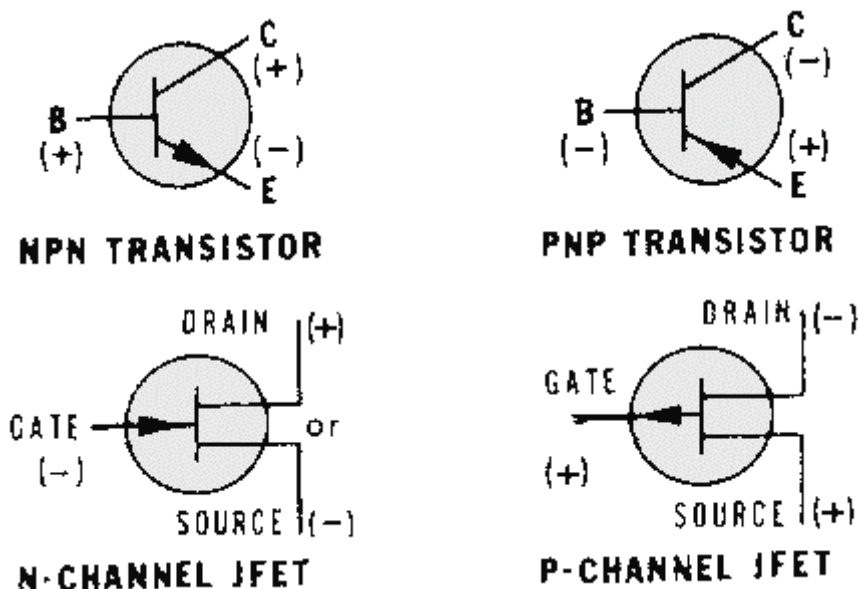 C
(+)
B
(+)
(−)
E
NPN TRANSISTOR
C
(−)
B
(−)
(+)
E
PNP TRANSISTOR
DRAIN (+)
GATE
(−)
or
SOURCE (−)
N-CHANNEL JFET
DRAIN (−)
GATE
(+)
SOURCE (+)
P-CHANNEL JFET